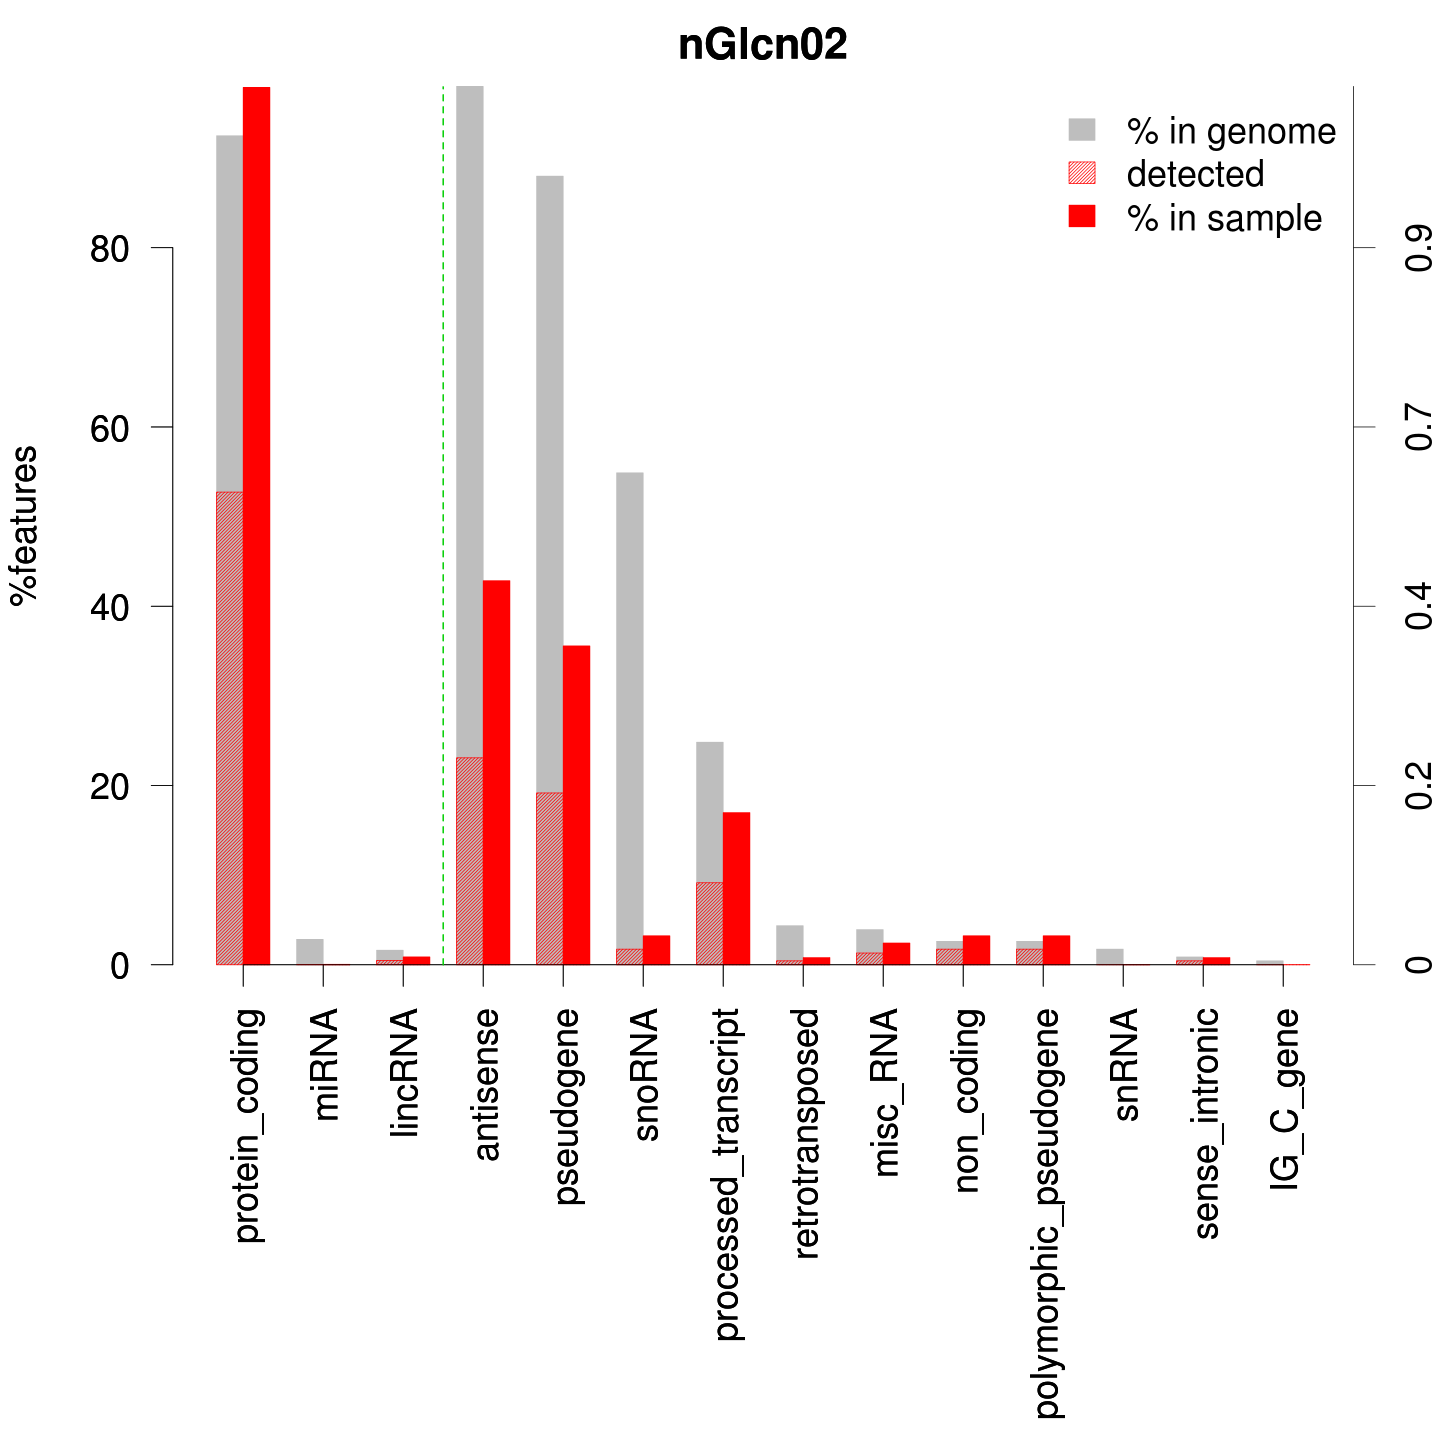 nGlcn02
% in genome
detected
% in sample
%features
80
60
40
20
0
0.9
0.7
0.4
0.2
0
protein_coding
miRNA
lincRNA
antisense
pseudogene
snoRNA
processed_transcript
retrotransposed
misc_RNA
non_coding
polymorphic_pseudogene
snRNA
sense_intronic
IG_C_gene